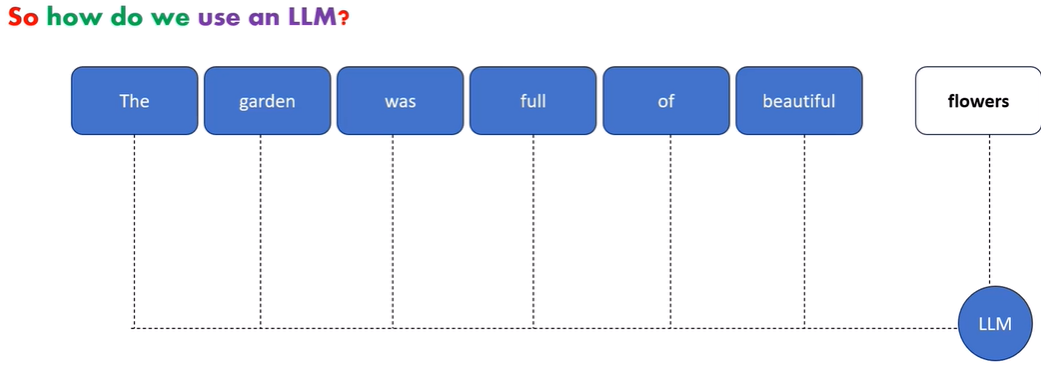 So how do we use an LLM?
The garden was full of beautiful flowers
LLM